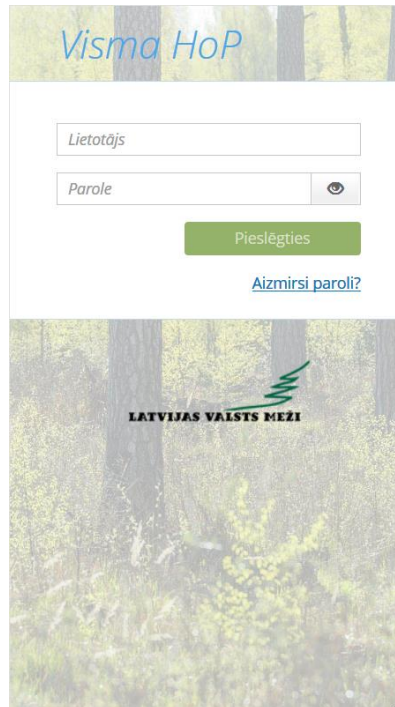 Visma HoP
Lietotājs
Parole
Pieslēgties
Aizmirsi paroli?
LATVIJAS VALSTS MEŽI